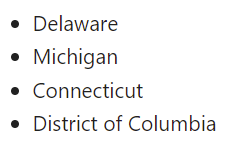 • Delaware
• Michigan
• Connecticut
• District of Columbia